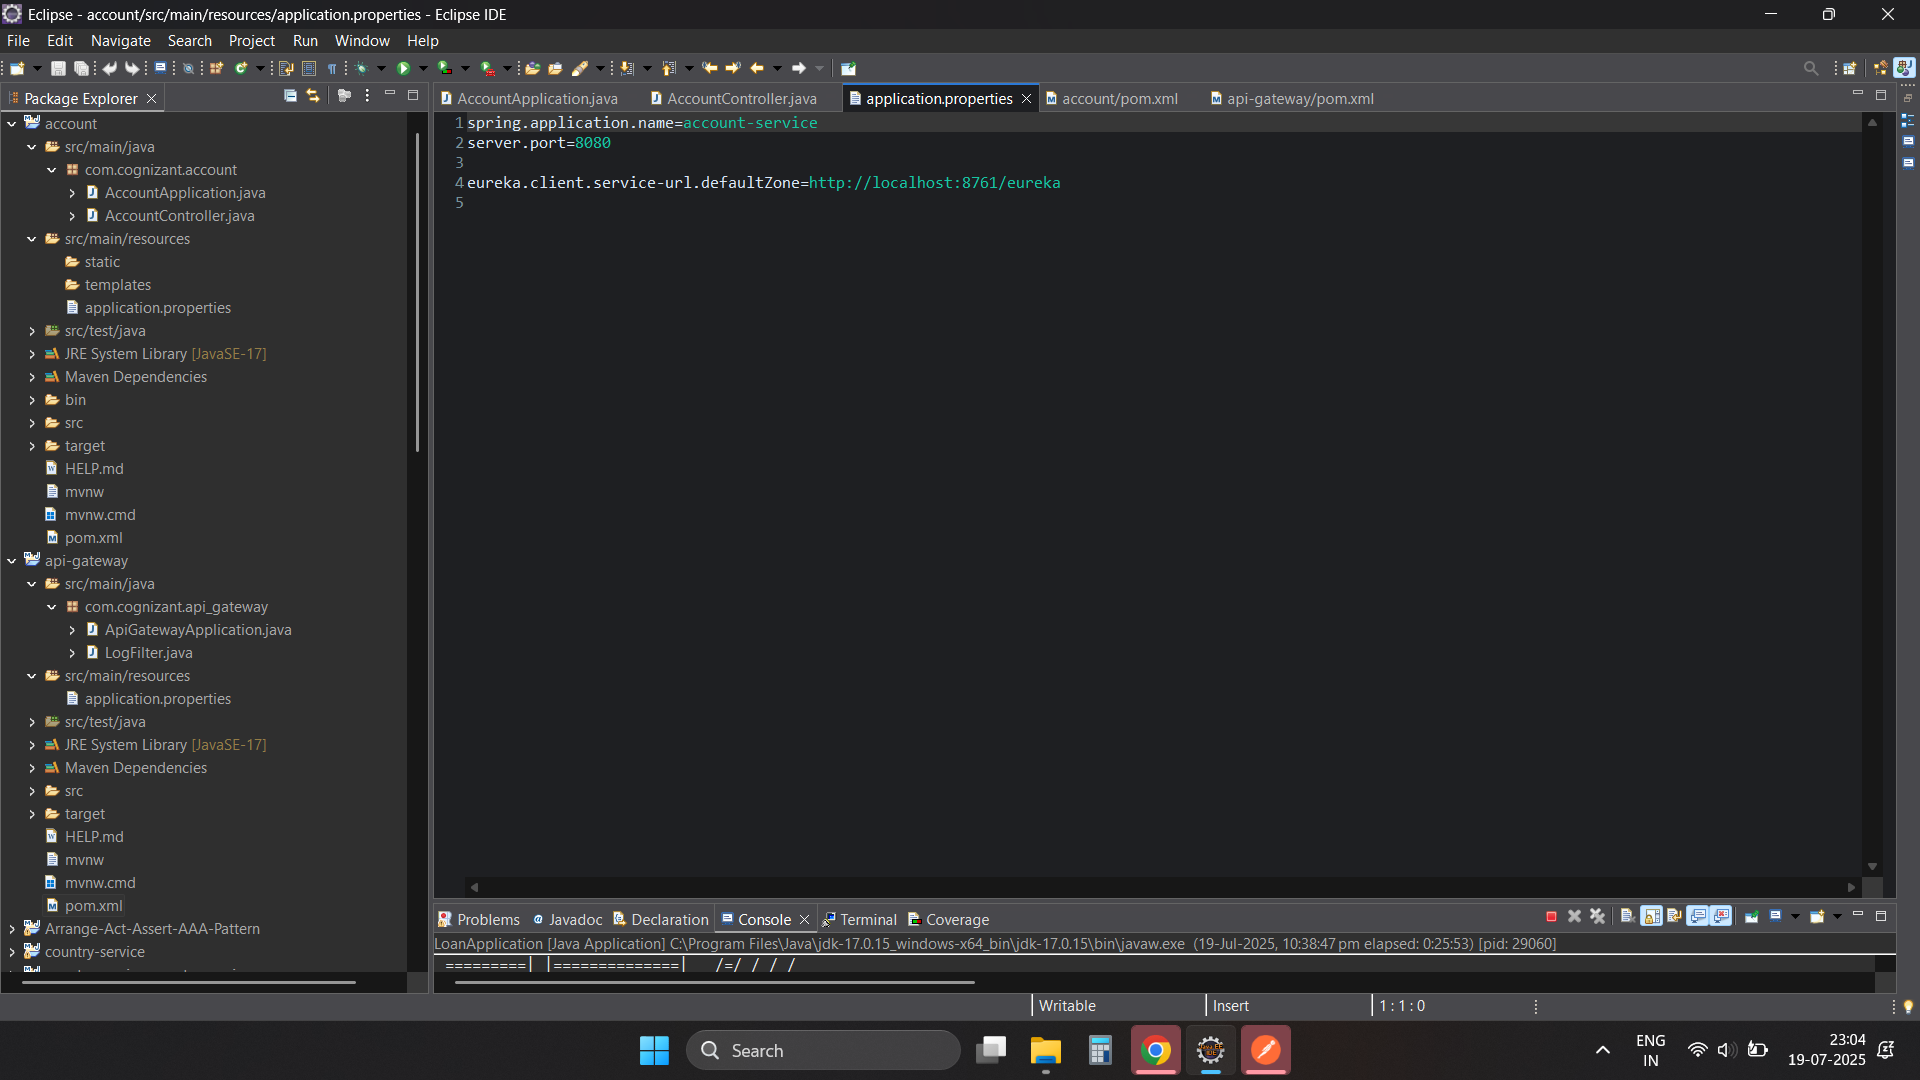 Eclipse - account/src/main/resources/application.properties - Eclipse IDE
File Edit Navigate Search Project Run Window Help
Package Explorer
AccountApplication.java AccountController.java application.properties account/pom.xml api-gateway/pom.xml
account
src/main/java
com.cognizant.account
AccountApplication.java
AccountController.java
src/main/resources
static
templates
application.properties
src/test/java
JRE System Library [JavaSE-17]
Maven Dependencies
bin
src
target
HELP.md
mvnw
mvnw.cmd
pom.xml
api-gateway
src/main/java
com.cognizant.api_gateway
ApiGatewayApplication.java
LogFilter.java
src/main/resources
application.properties
src/test/java
JRE System Library [JavaSE-17]
Maven Dependencies
src
target
HELP.md
mvnw
mvnw.cmd
pom.xml
Arrange-Act-Assert-AAA-Pattern
country-service
1 spring.application.name=account-service
2 server.port=8080
3
4 eureka.client.service-url.defaultZone=http://localhost:8761/eureka
5
Problems Javadoc Declaration Console Terminal Coverage
LoanApplication [Java Application] C:\Program Files\Java\jdk-17.0.15_windows-x64_bin\jdk-17.0.15\bin\javaw.exe (19-Jul-2025, 10:38:47 pm elapsed: 0:25:53) [pid: 29060]
=========| |==============| /=/ / / /
Writable Insert 1 : 1 : 0
Search
ENG
IN
23:04
19-07-2025